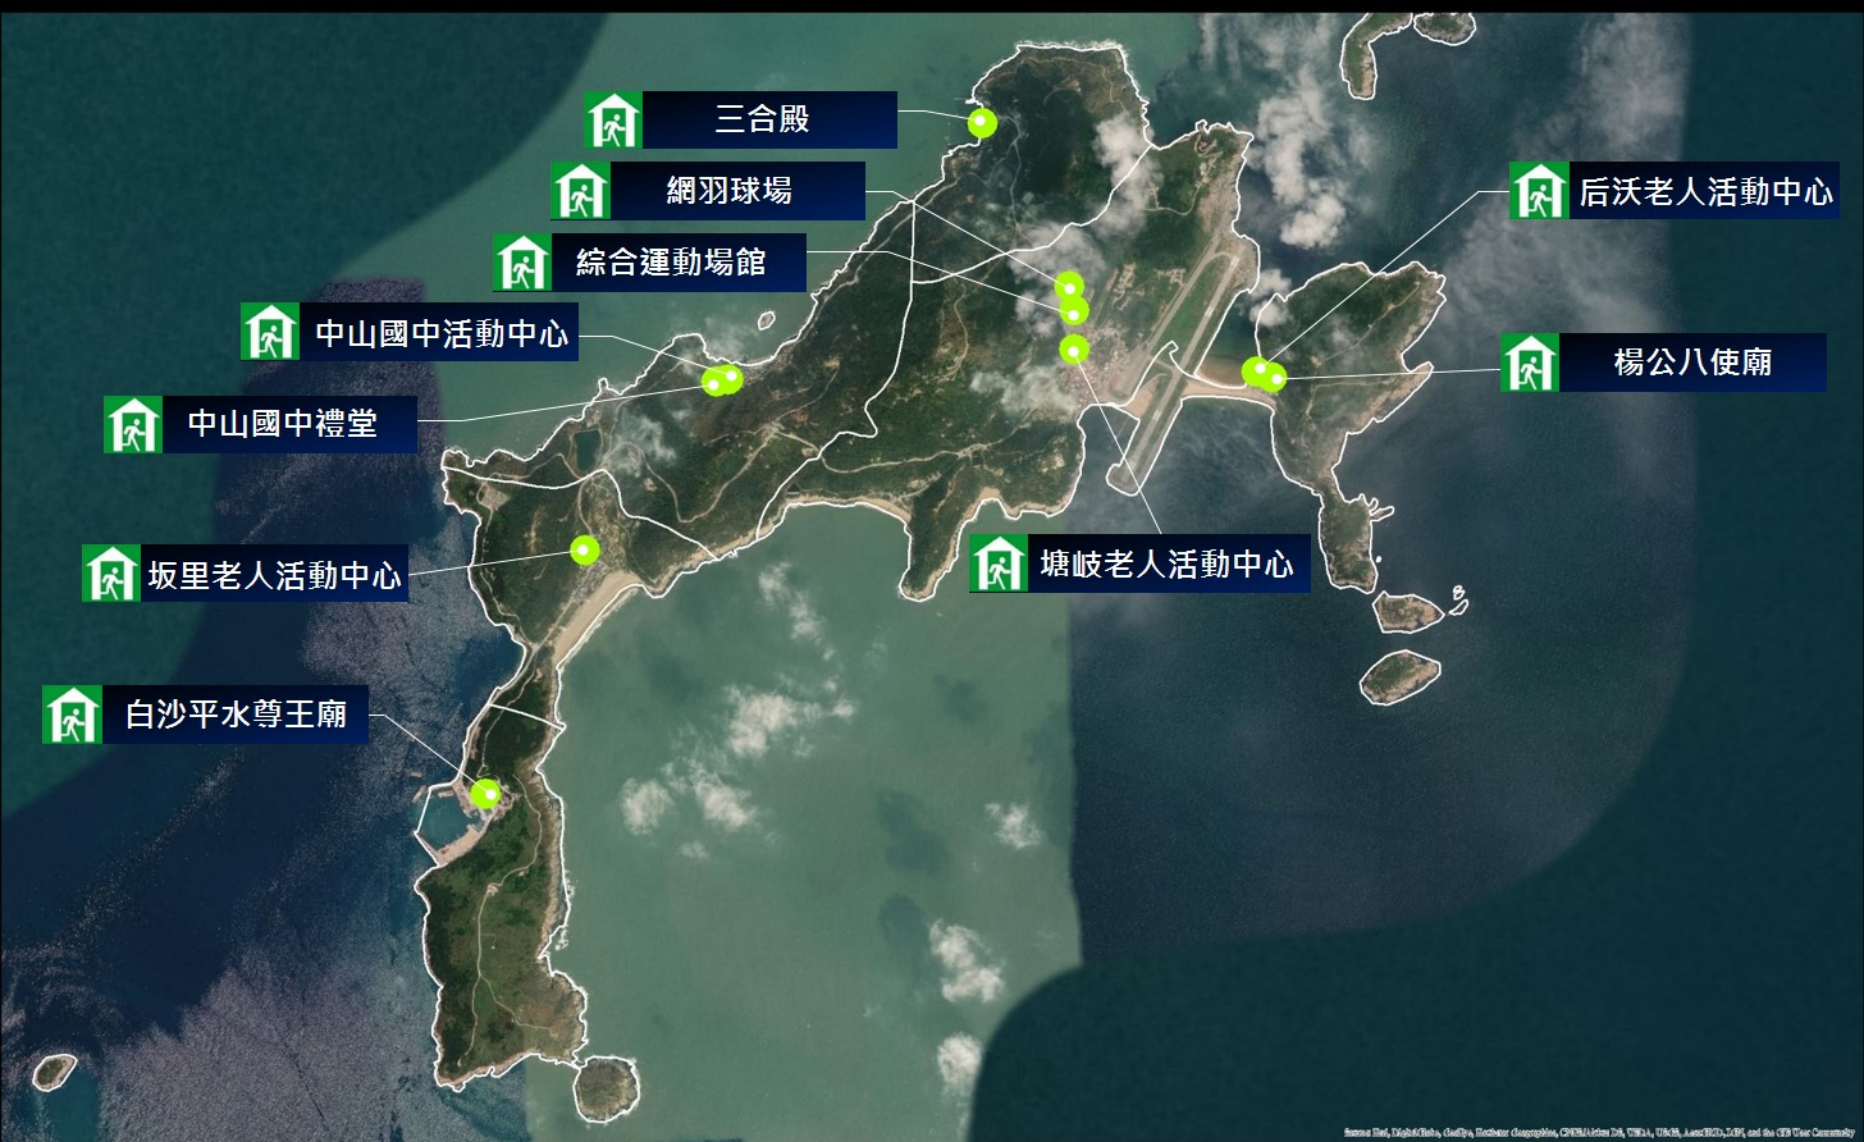 三合殿
網羽球場
后沃老人活動中心
綜合運動場館
中山國中活動中心
楊公八使廟
中山國中禮堂
塘岐老人活動中心
坂里老人活動中心
白沙平水尊王廟